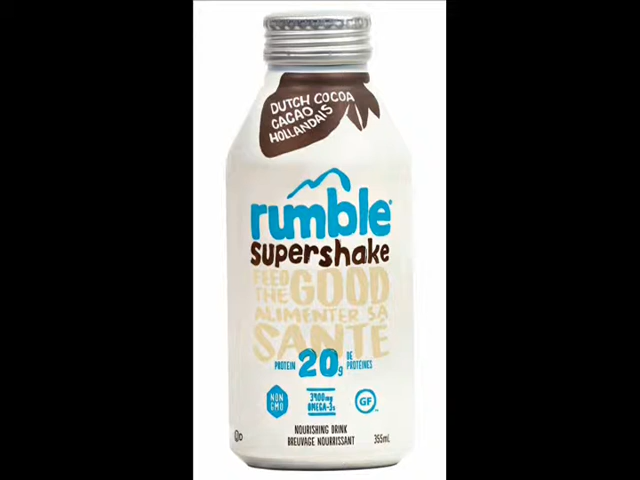 DUTCH COCOA
CACAO
HOLLANDAIS
rumble
supershake
FEED
THE GOOD
ALIMENTER SA
SANTÉ
PROTEIN 20g DE PROTÉINES
NON GMO
3900mg
OMEGA-3s
GF
NOURISHING DRINK
BREUVAGE NOURRISSANT
355mL